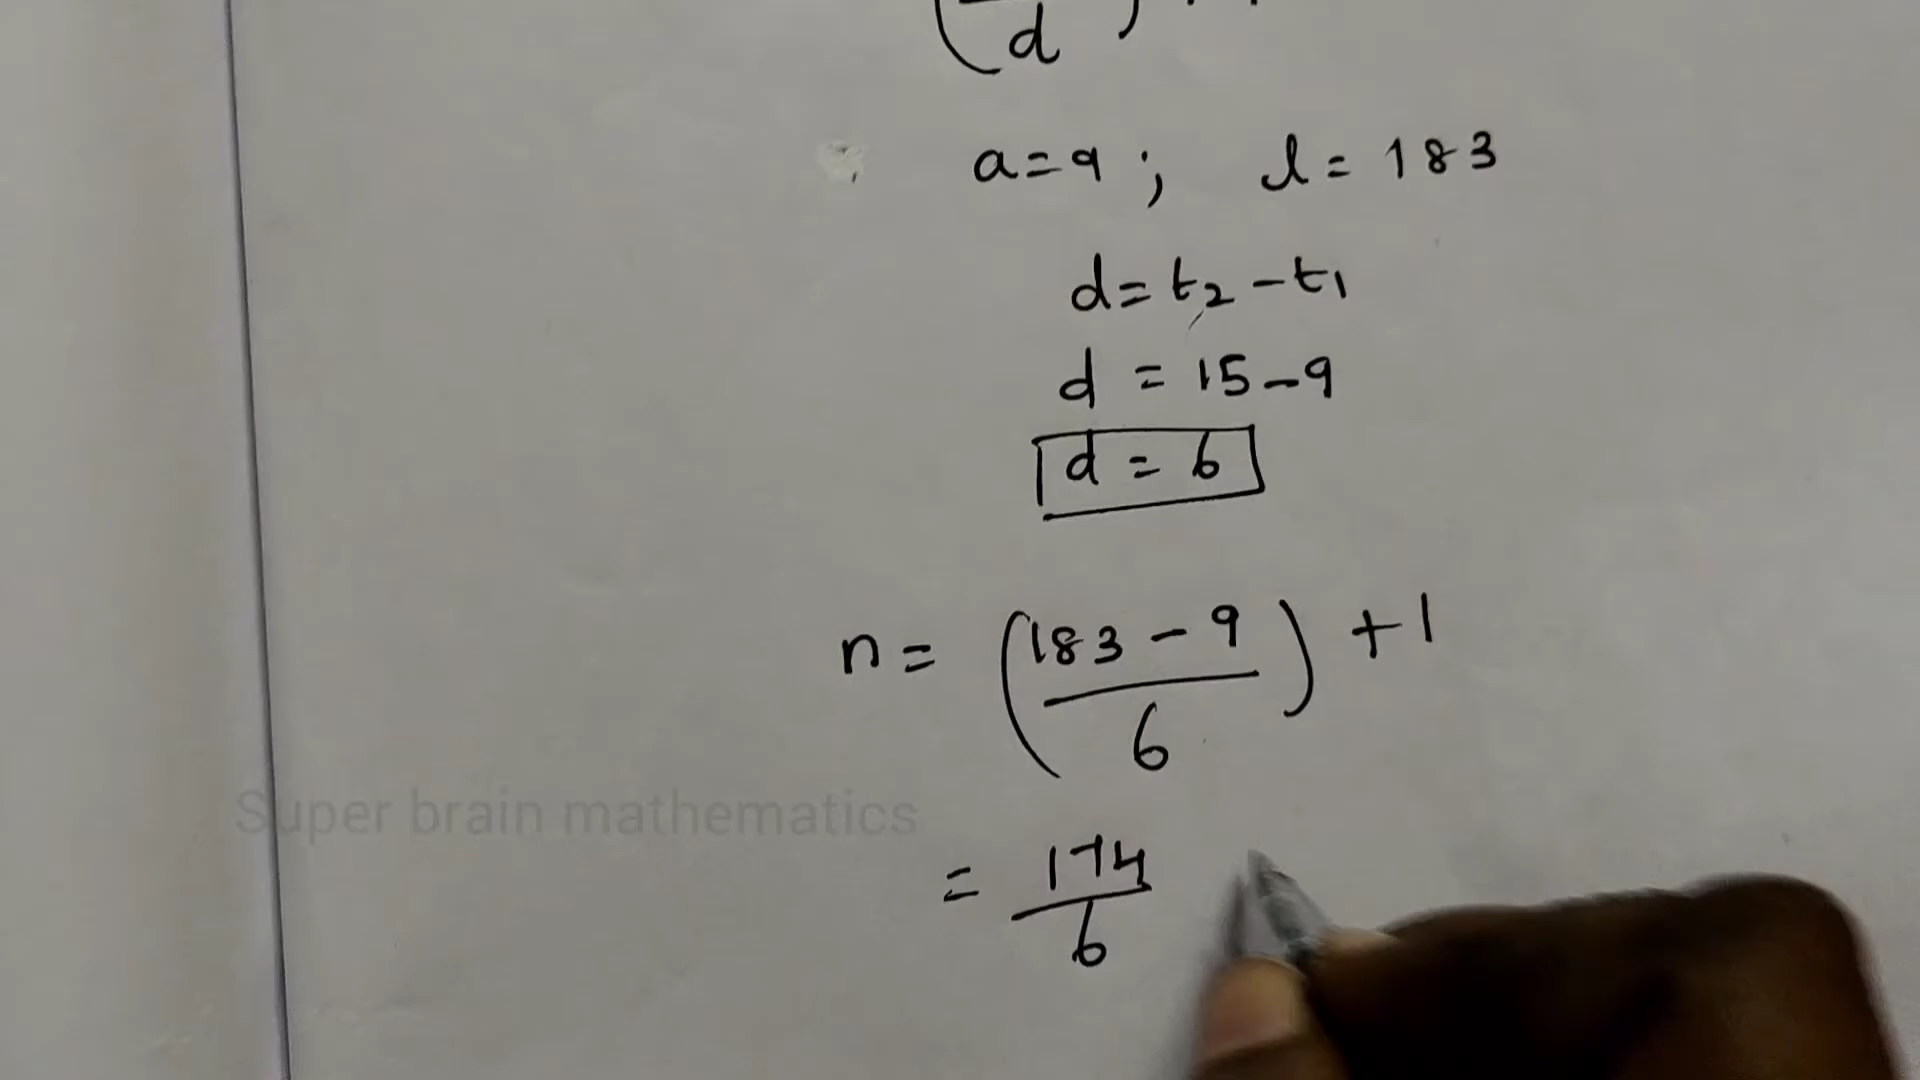 d
a=9 ; l = 183
d = t₂ - t₁
d = 15 - 9
d = 6
n = (183 - 9 / 6) + 1
Super brain mathematics
= 174 / 6